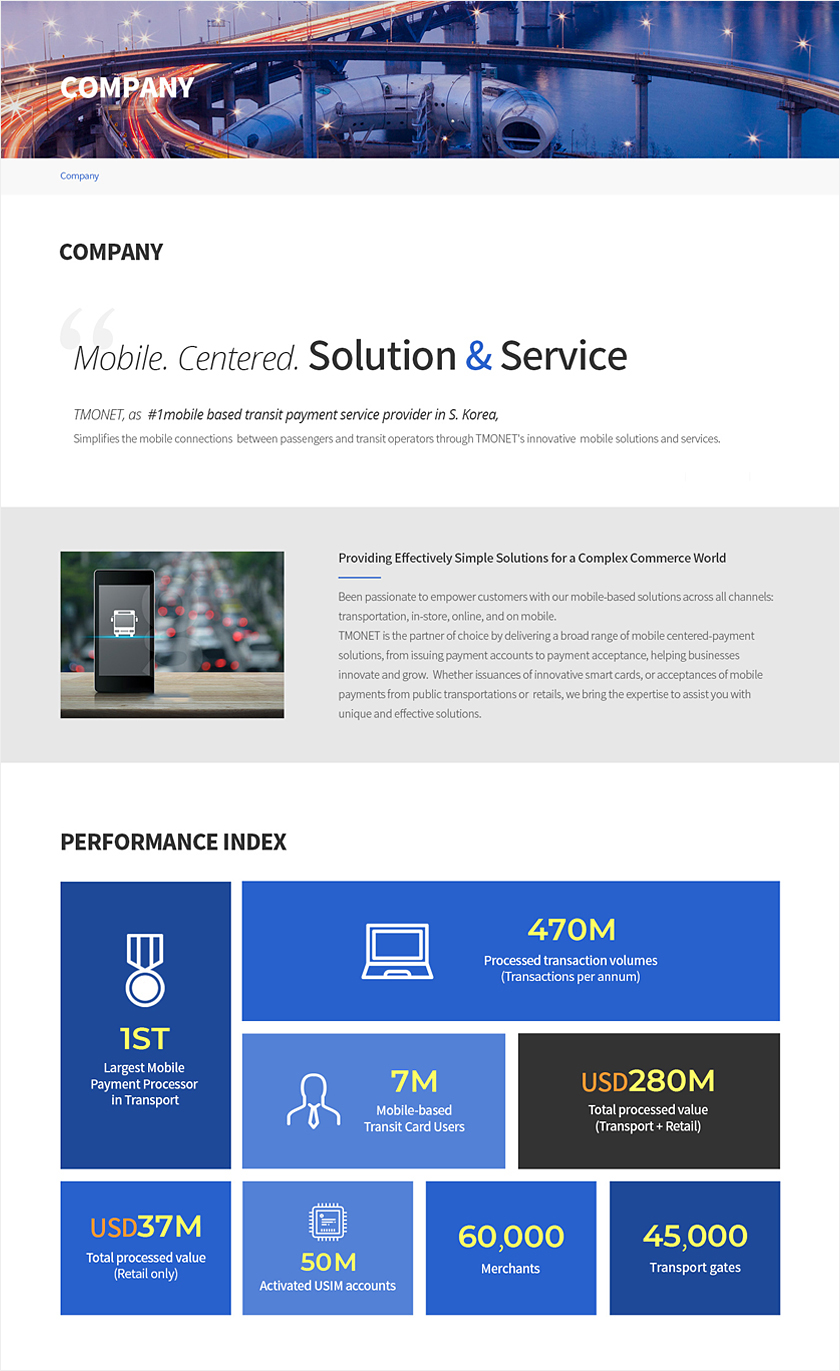 COMPANY
Company
COMPANY
“
Mobile. Centered. Solution & Service
TMONET, as #1mobile based transit payment service provider in S. Korea,
Simplifies the mobile connections between passengers and transit operators through TMONET's innovative mobile solutions and services.
Providing Effectively Simple Solutions for a Complex Commerce World
Been passionate to empower customers with our mobile-based solutions across all channels:
transportation, in-store, online, and on mobile.
TMONET is the partner of choice by delivering a broad range of mobile centered-payment
solutions, from issuing payment accounts to payment acceptance, helping businesses
innovate and grow. Whether issuances of innovative smart cards, or acceptances of mobile
payments from public transportations or retails, we bring the expertise to assist you with
unique and effective solutions.
PERFORMANCE INDEX
1ST
Largest Mobile
Payment Processor
in Transport
470M
Processed transaction volumes
(Transactions per annum)
7M
Mobile-based
Transit Card Users
USD280M
Total processed value
(Transport + Retail)
USD37M
Total processed value
(Retail only)
50M
Activated USIM accounts
60,000
Merchants
45,000
Transport gates